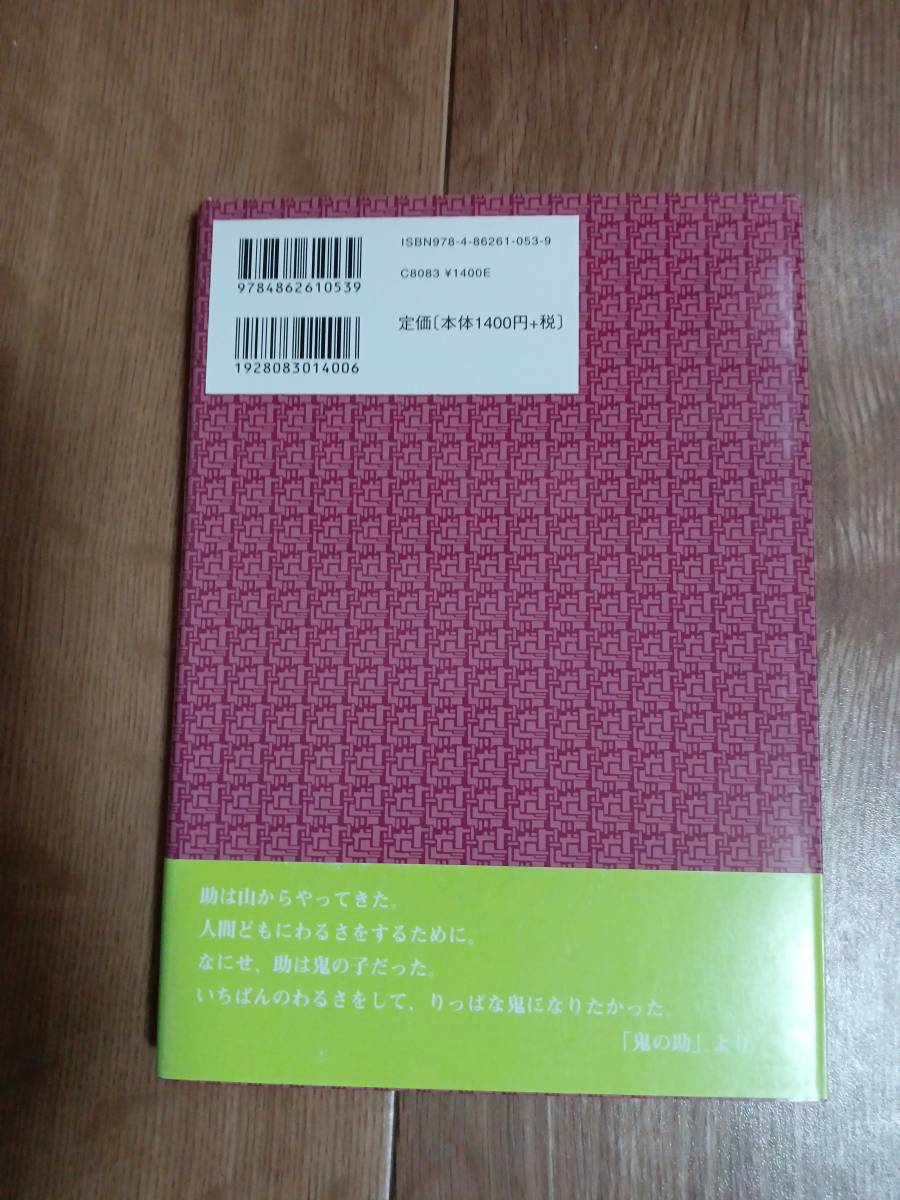 ISBN978-4-86261-053-9
C8083 ¥1400E
定価〔本体1400円+税〕
9784862610539
1928083014006
助は山からやってきた。
人間どもにわるさをするために。
なにせ、助は鬼の子だった。
いちばんのわるさをして、りっぱな鬼になりたかった。
「鬼の助」より